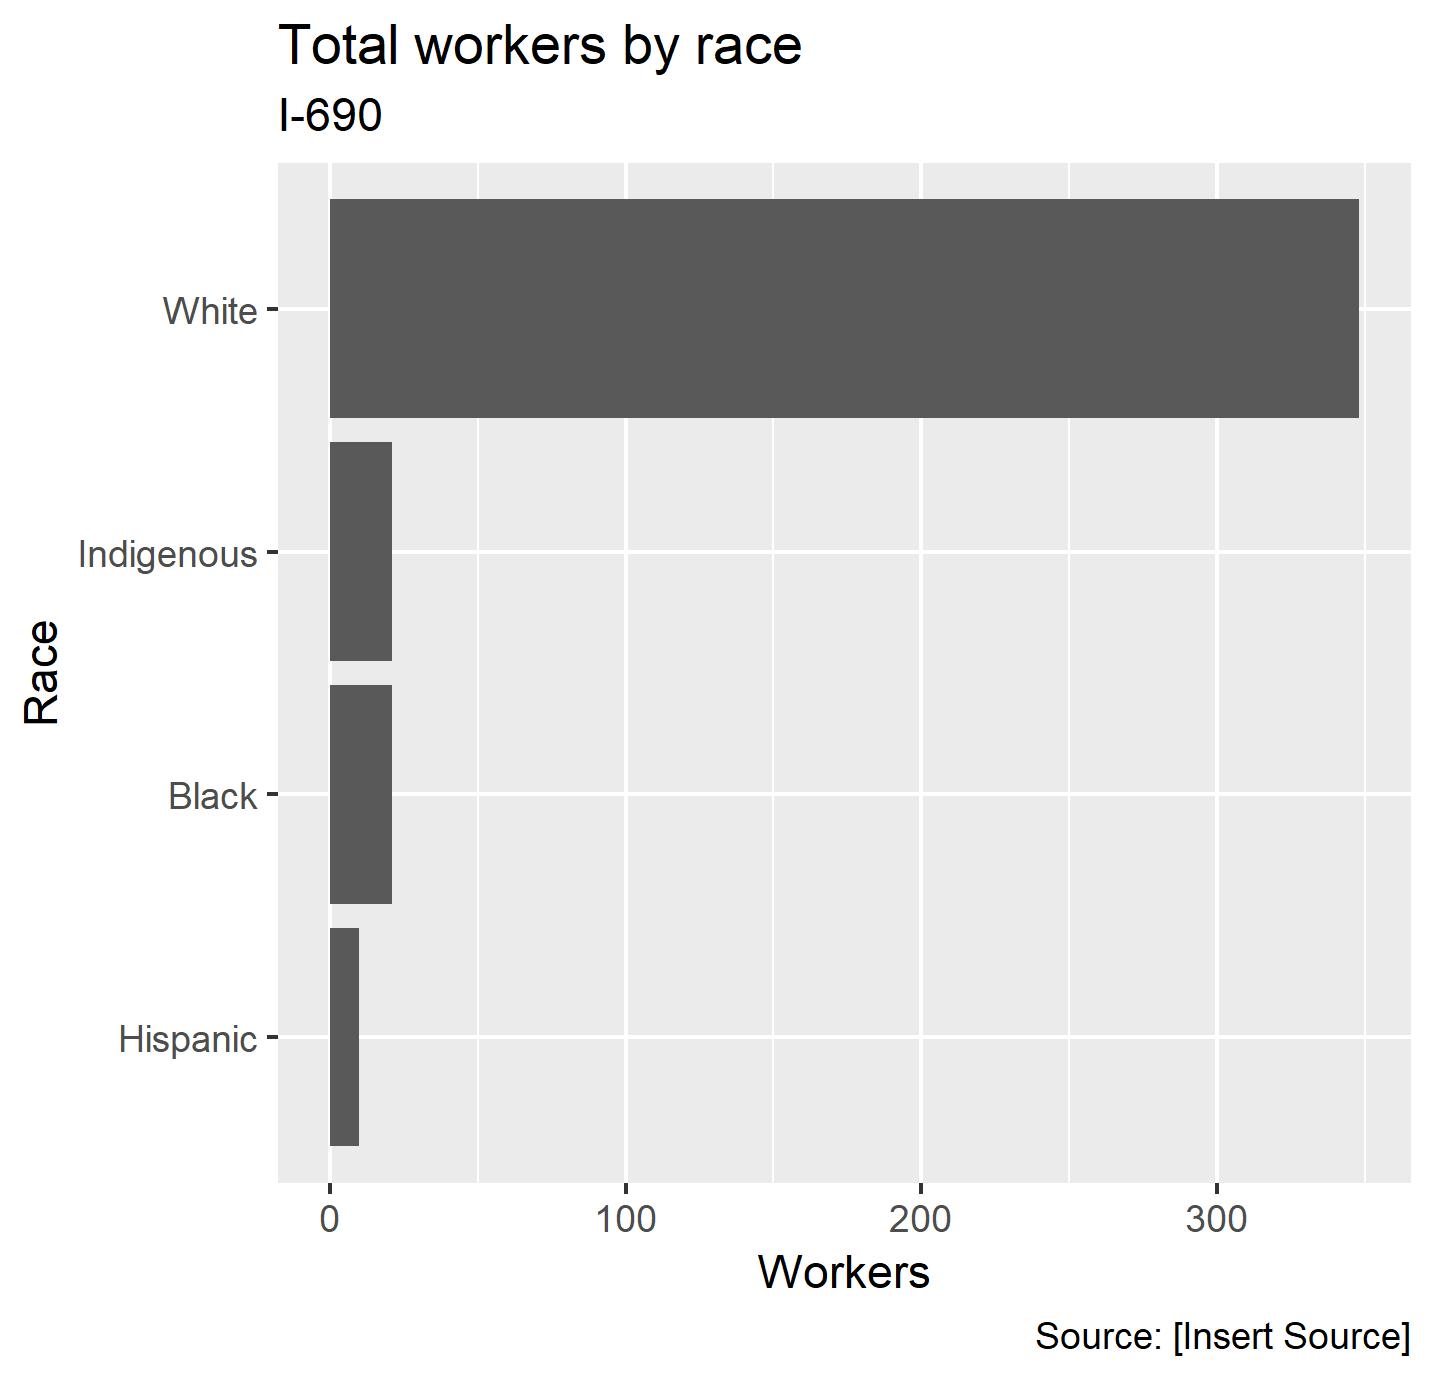 Total workers by race
I-690
White
Indigenous
Black
Hispanic
Race
0 100 200 300
Workers
Source: [Insert Source]